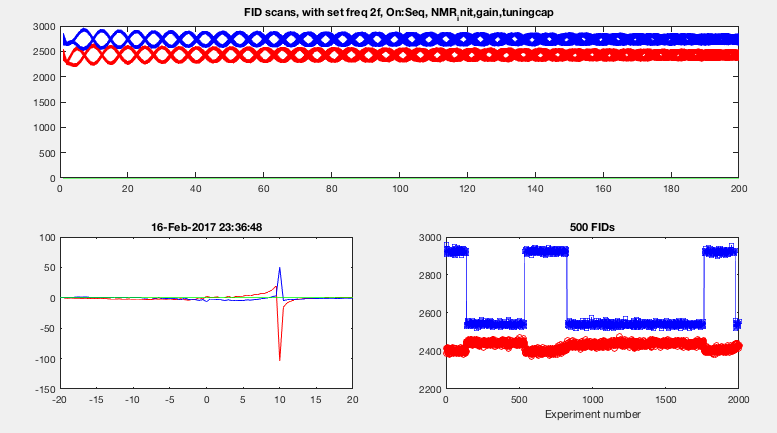 FID scans, with set freq 2f, On:Seq, NMRinit,gain,tuningcap
3000
2500
2000
1500
1000
500
0
0 20 40 60 80 100 120 140 160 180 200
16-Feb-2017 23:36:48
100
50
0
-50
-100
-150
-20 -15 -10 -5 0 5 10 15 20
500 FIDs
3000
2800
2600
2400
2200
0 500 1000 1500 2000
Experiment number